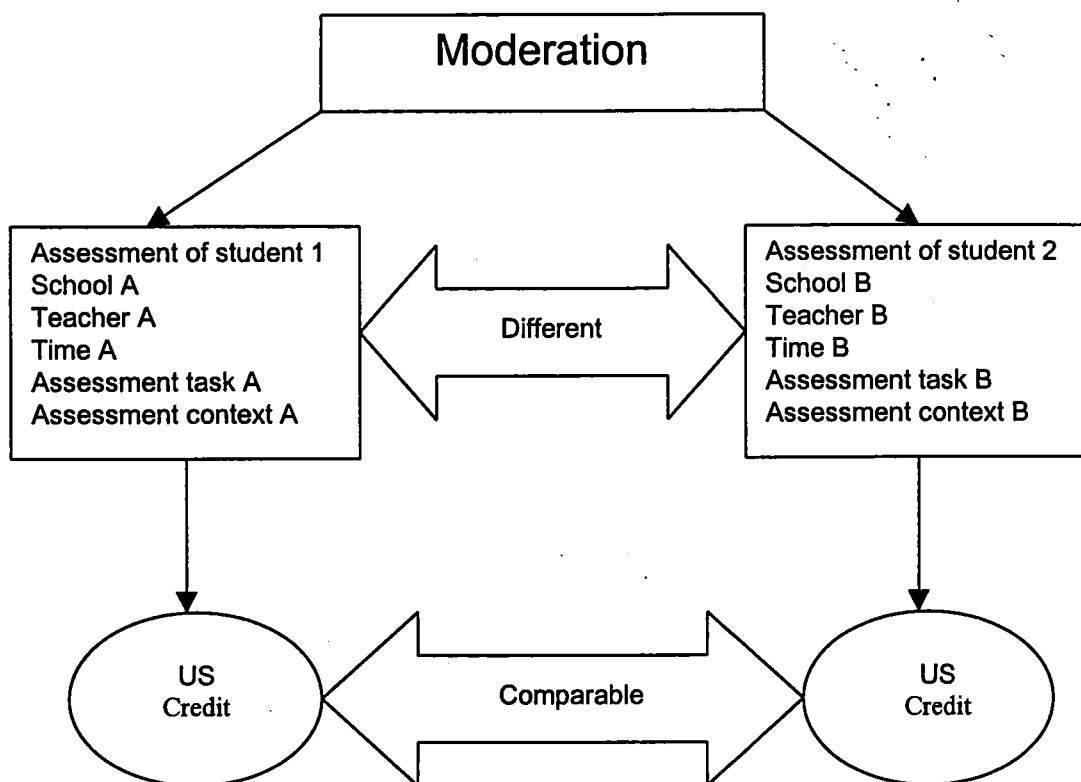 Moderation
Assessment of student 1
School A
Teacher A
Time A
Assessment task A
Assessment context A
Different
Assessment of student 2
School B
Teacher B
Time B
Assessment task B
Assessment context B
US
Credit
Comparable
US
Credit